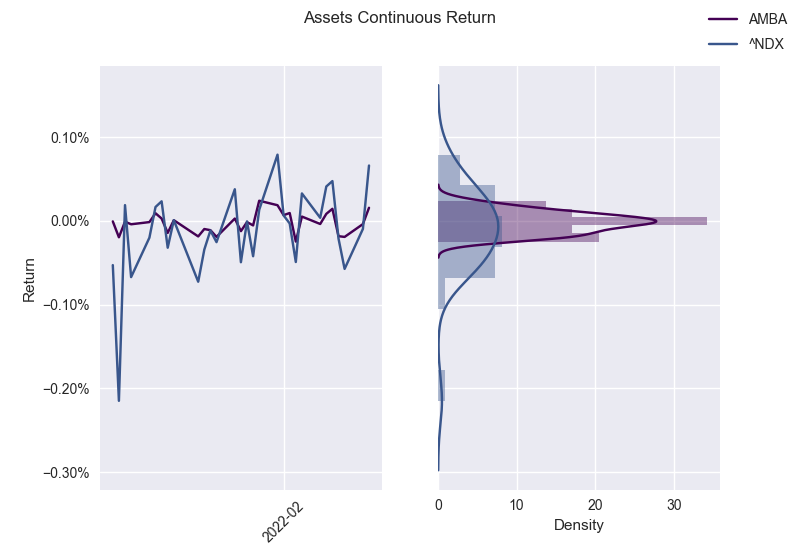 Assets Continuous Return
AMBA
^NDX
0.10%
0.00%
−0.10%
−0.20%
−0.30%
Return
2022-02
0
10
20
30
Density